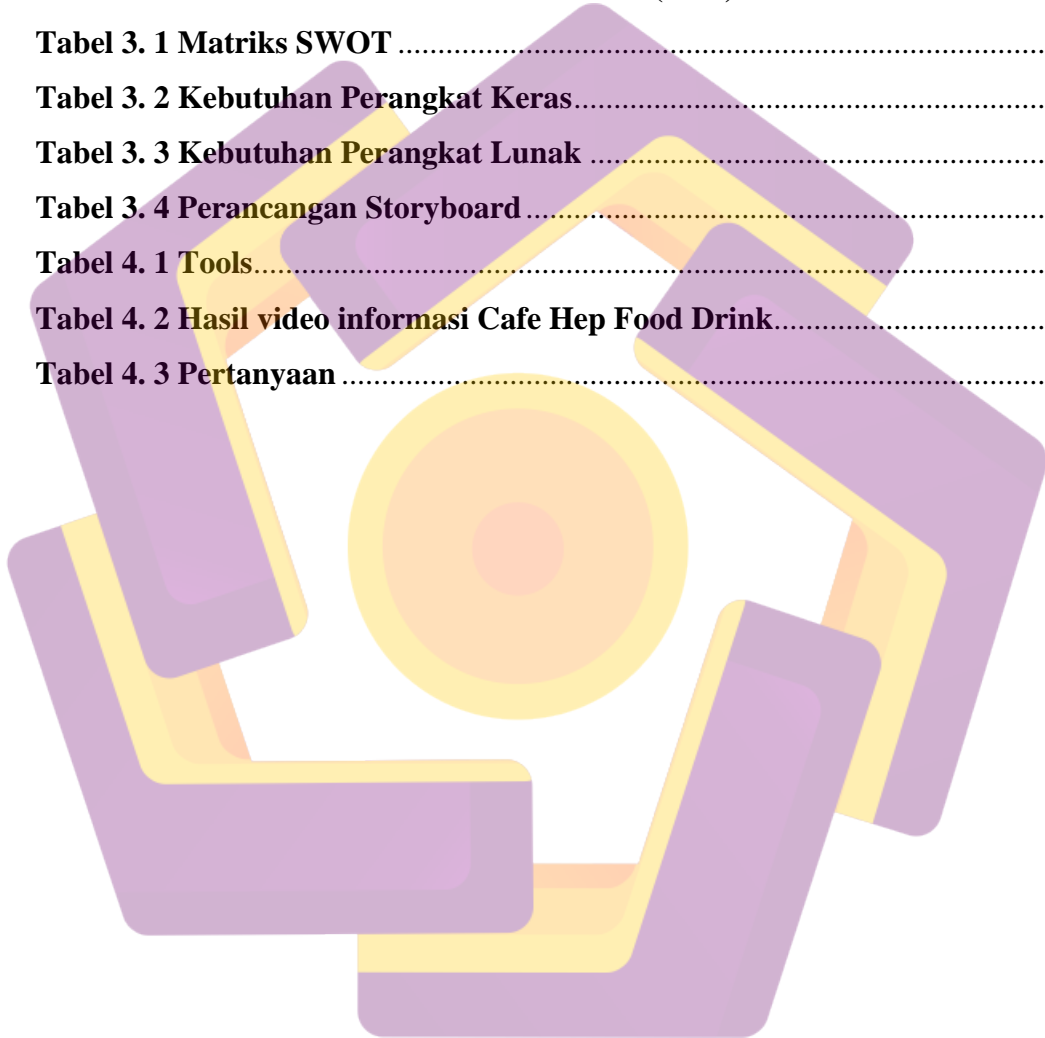 Tabel 3. 1 Matriks SWOT ........................................................................................
Tabel 3. 2 Kebutuhan Perangkat Keras................................................................
Tabel 3. 3 Kebutuhan Perangkat Lunak ..............................................................
Tabel 3. 4 Perancangan Storyboard ......................................................................
Tabel 4. 1 Tools..........................................................................................................
Tabel 4. 2 Hasil video informasi Cafe Hep Food Drink....................................
Tabel 4. 3 Pertanyaan ...............................................................................................